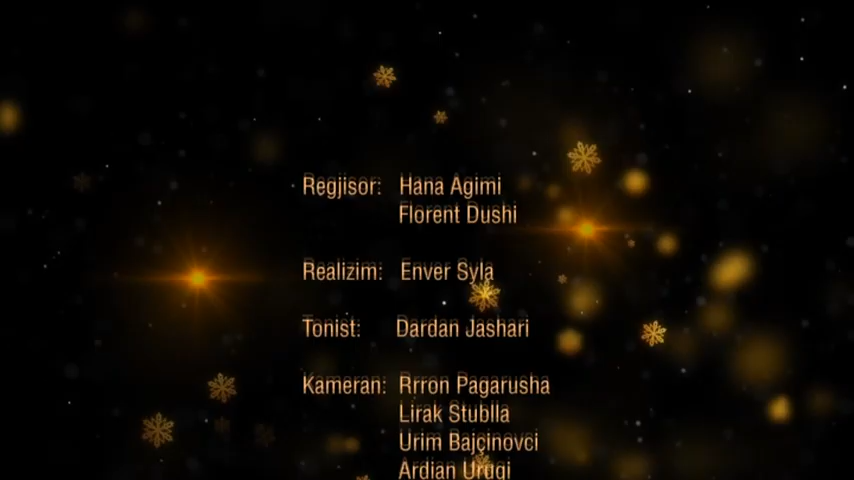 Regjisor: Hana Agimi
Florent Dushi
Realizim: Enver Syla
Tonist: Dardan Jashari
Kameran: Rrron Pagarusha
Lirak Stublla
Urim Bajçinovci
Ardian Uruqi